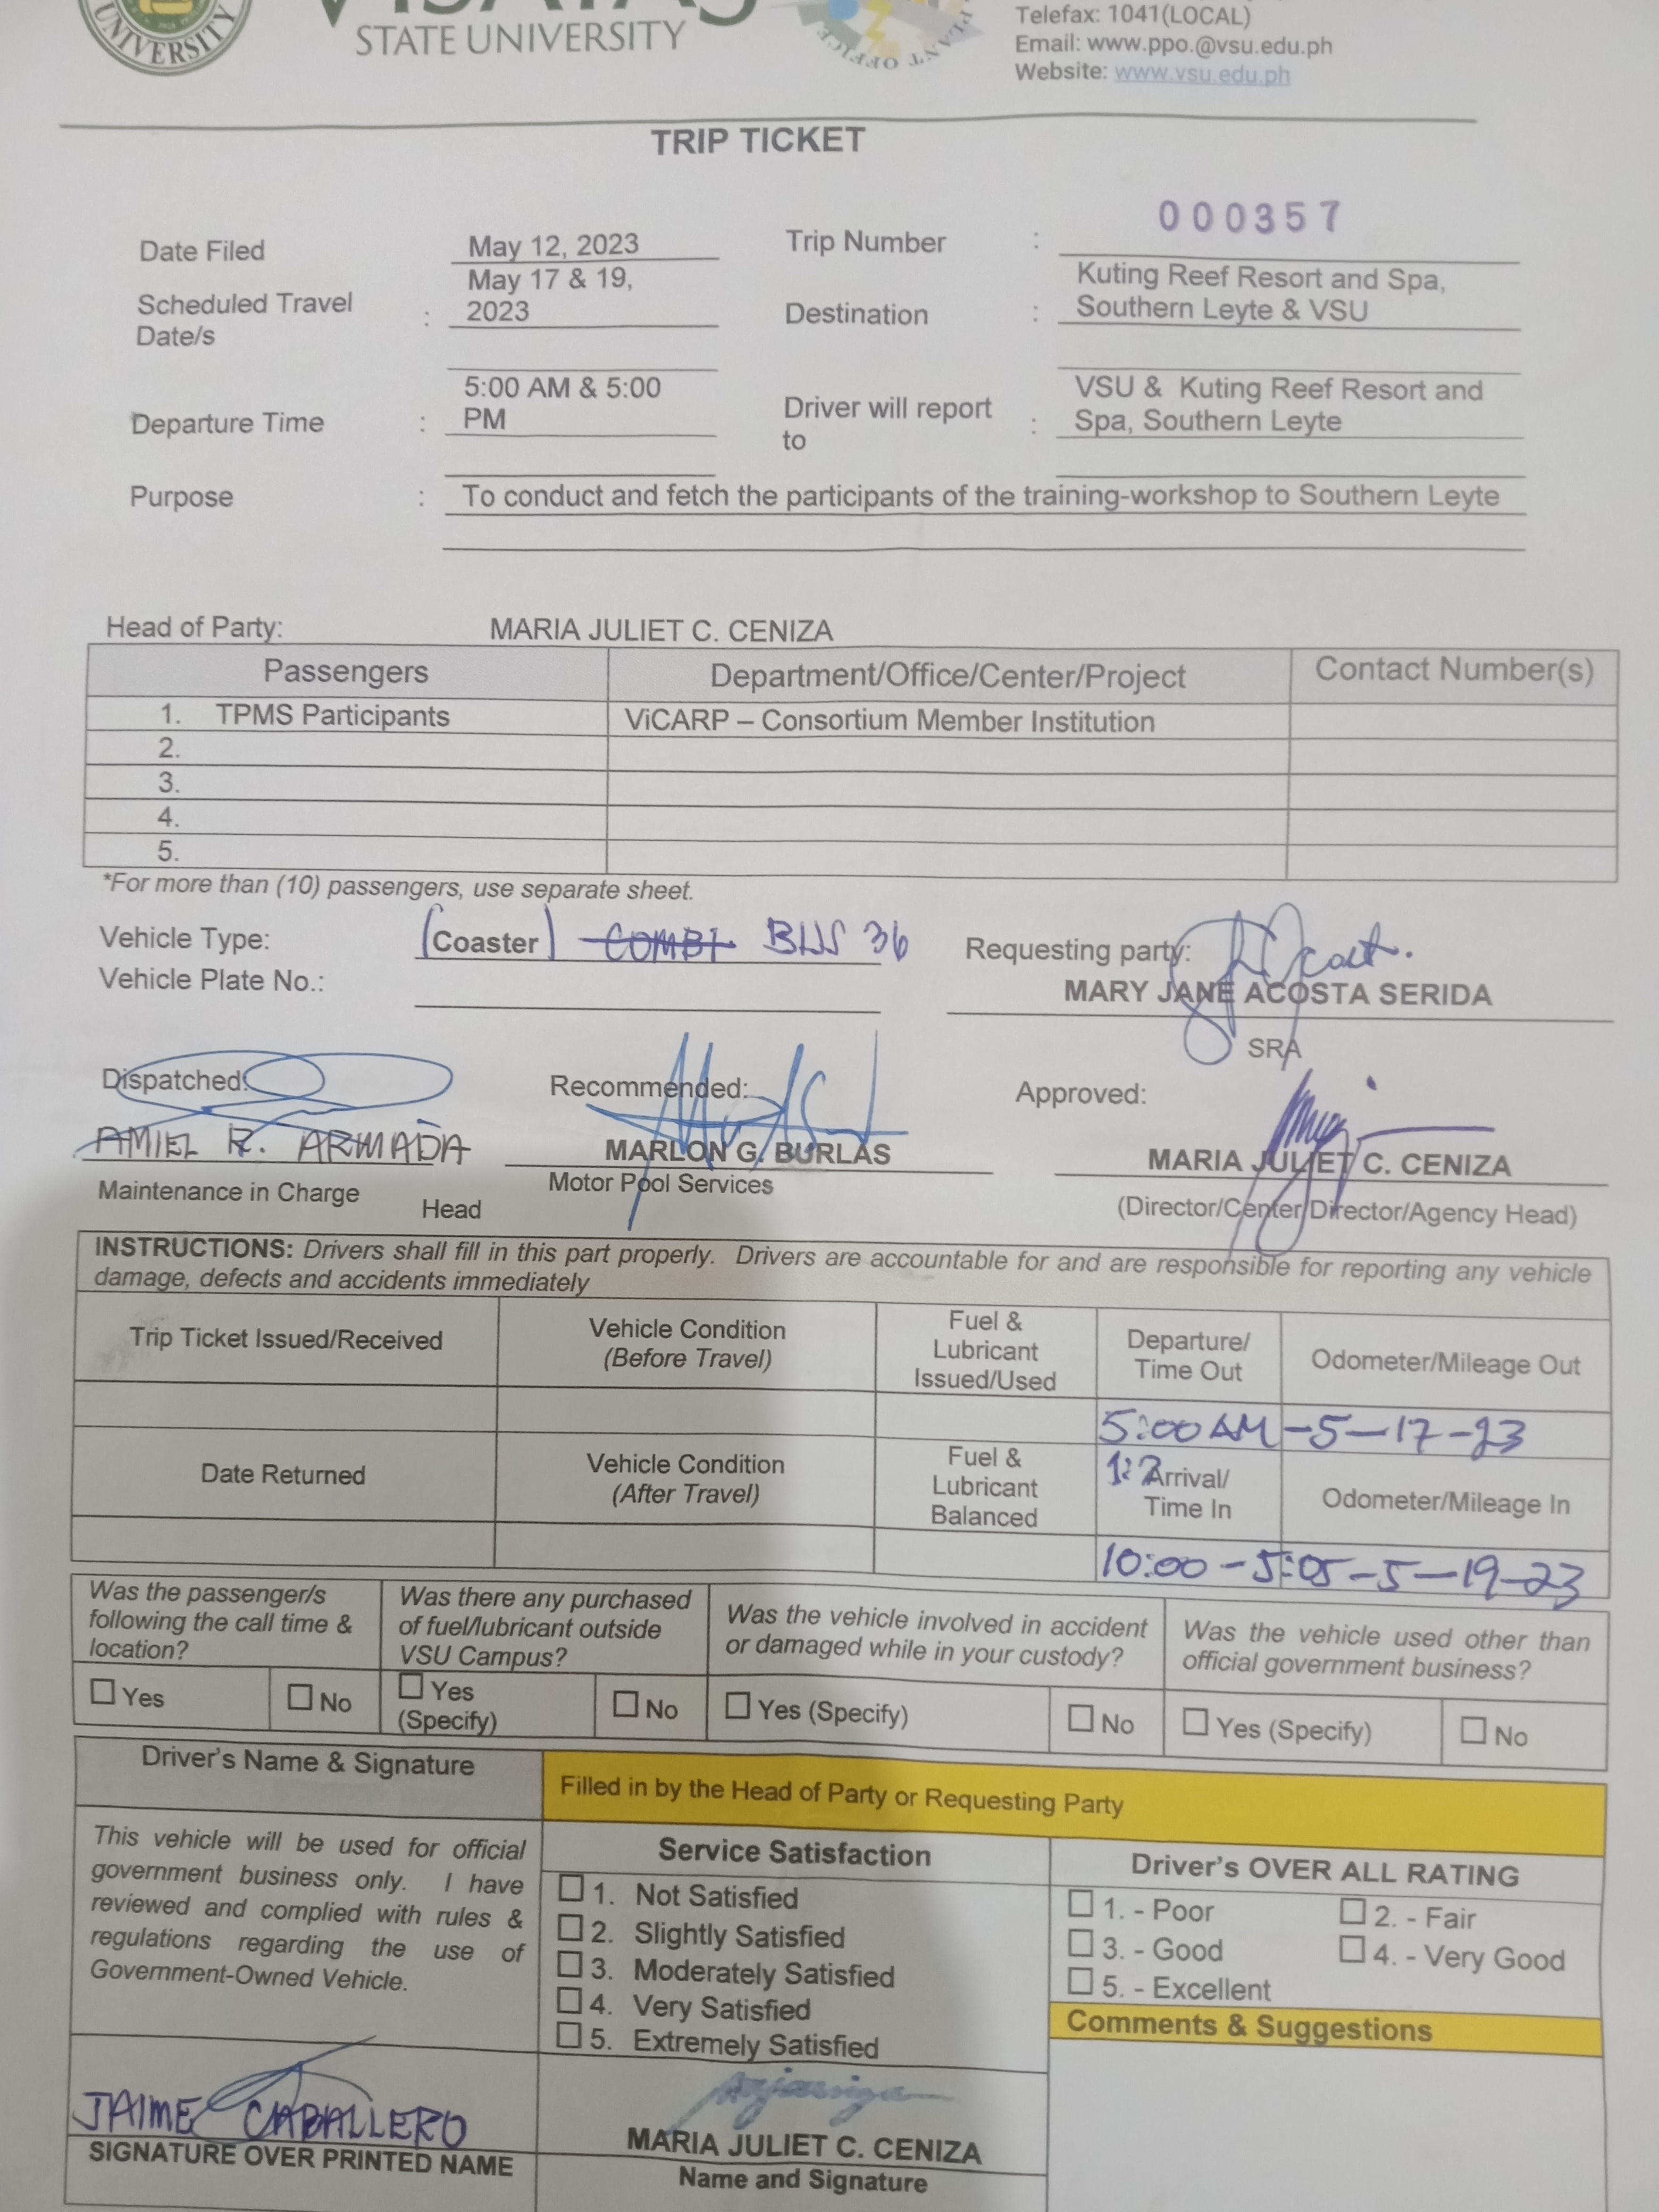 UNIVERSITY
VISAYAS
STATE UNIVERSITY
PLANT OFFICE
Telefax: 1041(LOCAL)
Email: www.ppo.@vsu.edu.ph
Website: www.vsu.edu.ph
TRIP TICKET
000357
Date Filed May 12, 2023 Trip Number :
Scheduled Travel Date/s : May 17 & 19, 2023 Destination : Kuting Reef Resort and Spa, Southern Leyte & VSU
Departure Time : 5:00 AM & 5:00 PM Driver will report to : VSU & Kuting Reef Resort and Spa, Southern Leyte
Purpose : To conduct and fetch the participants of the training-workshop to Southern Leyte
Head of Party: MARIA JULIET C. CENIZA
Passengers Department/Office/Center/Project Contact Number(s)
1. TPMS Participants ViCARP – Consortium Member Institution
2.
3.
4.
5.
*For more than (10) passengers, use separate sheet.
Vehicle Type: (Coaster) COMBI BUS 36 Requesting party:
Vehicle Plate No.: MARY JANE ACOSTA SERIDA
SRA
Dispatched: Recommended: Approved:
AMIEL R. ARMADA MARLON G. BURLAS MARIA JULIET C. CENIZA
Maintenance in Charge Head Motor Pool Services (Director/Center Director/Agency Head)
INSTRUCTIONS: Drivers shall fill in this part properly. Drivers are accountable for and are responsible for reporting any vehicle
damage, defects and accidents immediately
Trip Ticket Issued/Received Vehicle Condition (Before Travel) Fuel & Lubricant Issued/Used Departure/ Time Out Odometer/Mileage Out
5:00 AM -5-17-23
Date Returned Vehicle Condition (After Travel) Fuel & Lubricant Balanced Arrival/ Time In Odometer/Mileage In
10:00 - 5:05-5-19-23
Was the passenger/s following the call time & location? Was there any purchased of fuel/lubricant outside VSU Campus? Was the vehicle involved in accident or damaged while in your custody? Was the vehicle used other than official government business?
Yes No Yes (Specify) No Yes (Specify) No Yes (Specify) No
Driver's Name & Signature Filled in by the Head of Party or Requesting Party
This vehicle will be used for official
government business only. I have
reviewed and complied with rules &
regulations regarding the use of
Government-Owned Vehicle.
Service Satisfaction
1. Not Satisfied
2. Slightly Satisfied
3. Moderately Satisfied
4. Very Satisfied
5. Extremely Satisfied
Driver's OVER ALL RATING
1. - Poor 2. - Fair
3. - Good 4. - Very Good
5. - Excellent
Comments & Suggestions
JAIME CABALLERO
SIGNATURE OVER PRINTED NAME
MARIA JULIET C. CENIZA
Name and Signature